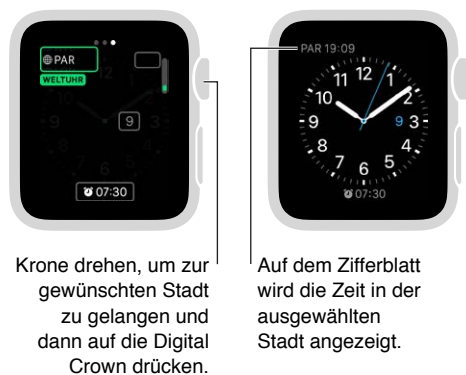 PAR
WELTUHR
9
07:30
PAR 19:09
12
11
1
10
2
9
9
3
8
4
7
5
6
07:30
Krone drehen, um zur
gewünschten Stadt
zu gelangen und
dann auf die Digital
Crown drücken.
Auf dem Zifferblatt
wird die Zeit in der
ausgewählten
Stadt angezeigt.